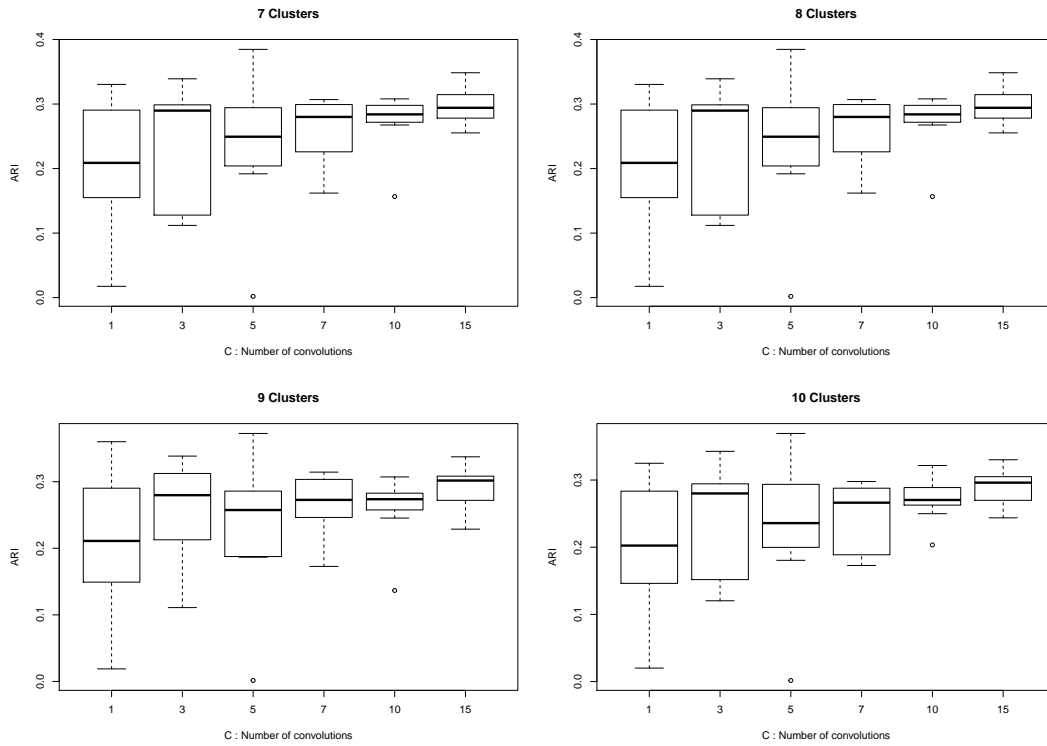 7 Clusters
ARI
0.4
0.3
0.2
0.1
0.0
1 3 5 7 10 15
C : Number of convolutions
8 Clusters
ARI
0.4
0.3
0.2
0.1
0.0
1 3 5 7 10 15
C : Number of convolutions
9 Clusters
ARI
0.3
0.2
0.1
0.0
1 3 5 7 10 15
C : Number of convolutions
10 Clusters
ARI
0.3
0.2
0.1
0.0
1 3 5 7 10 15
C : Number of convolutions